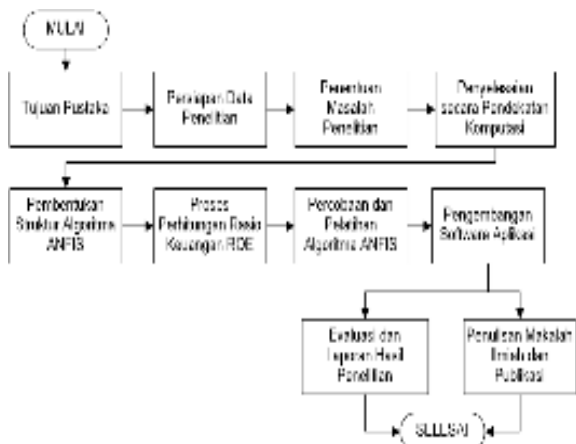 MULAI
Tujuan Pustaka
Persiapan Data
Penelitian
Penentuan
Masalah
Penelitian
Penyelesaian
secara Pendekatan
Komputasi
Pembentukan
Struktur Algoritma
ANFIS
Proses
Perhitungan Rasio
Keuangan ROE
Percobaan dan
Pelatihan
Algoritma ANFIS
Pengembangan
Software Aplikasi
Evaluasi dan
Laporan Hasil
Penelitian
Penulisan Makalah
Ilmiah dan
Publikasi
SELESAI